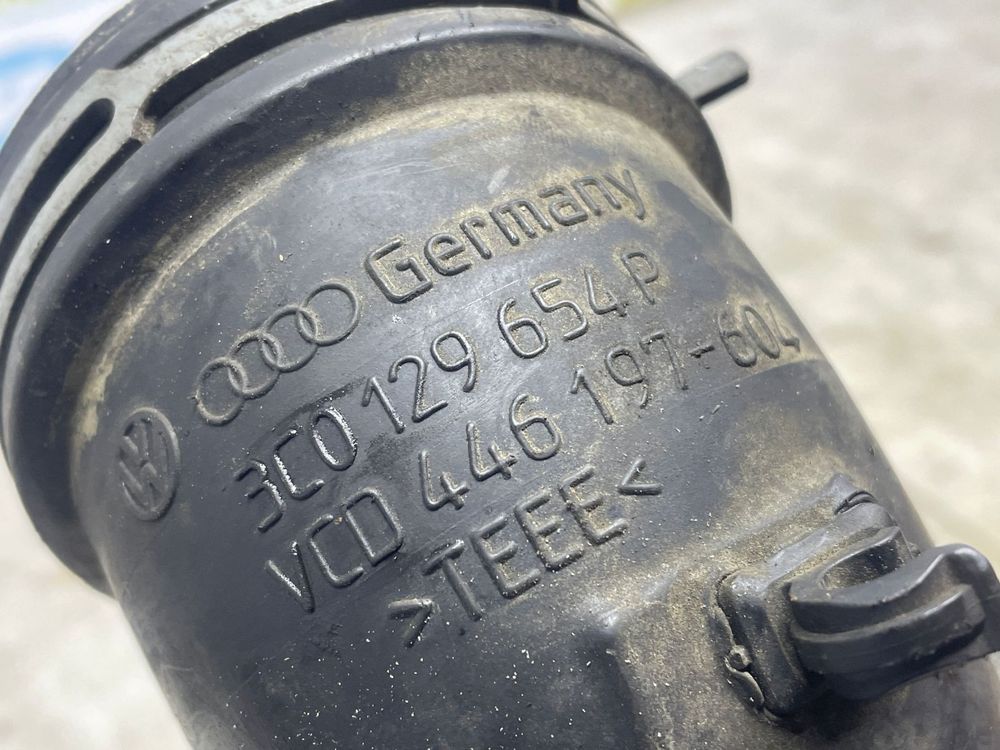 Germany
3C0 129 654 P
VCD 446 197-604
>TEEE<